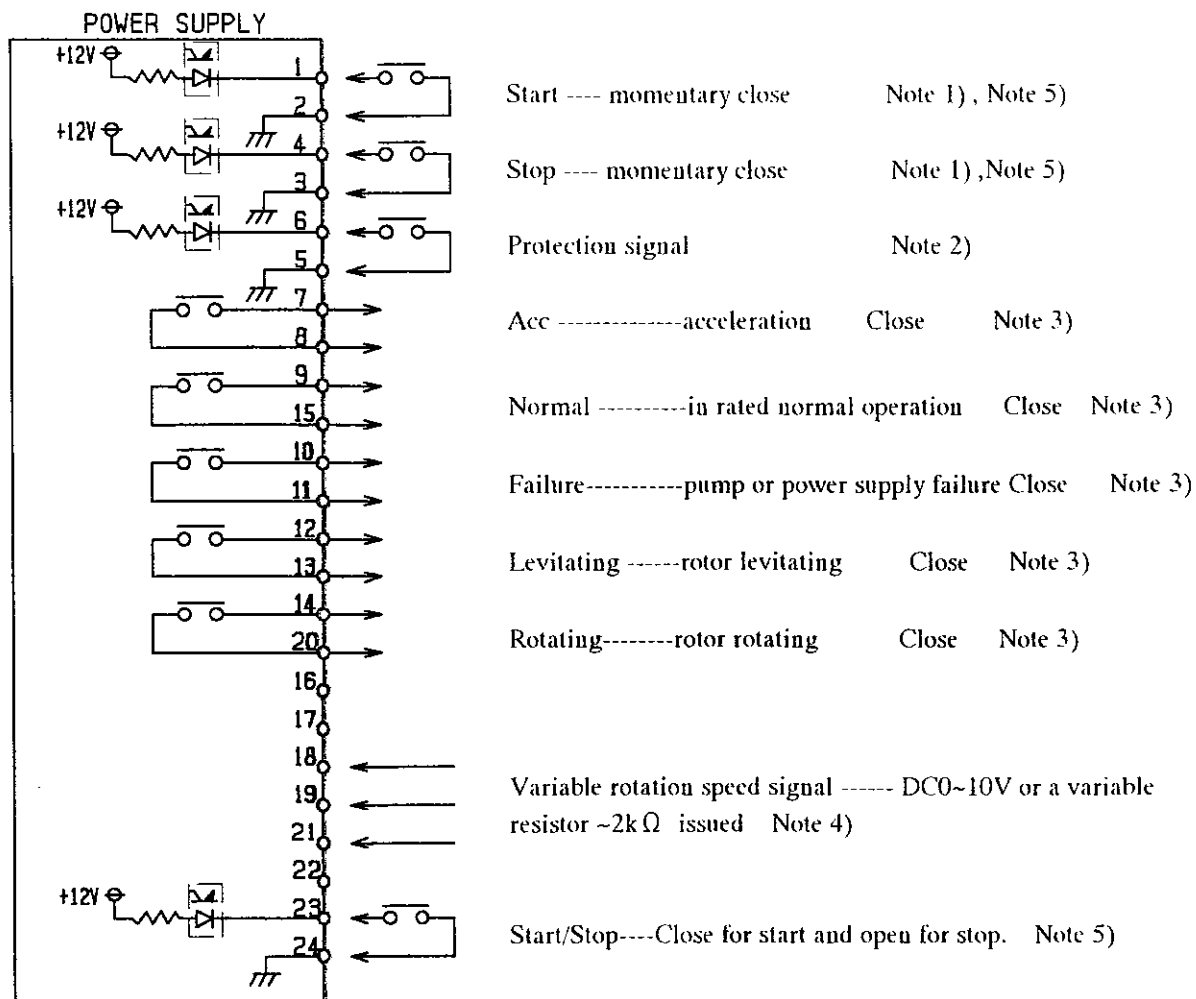 POWER SUPPLY
+12V
1
2
Start ---- momentary close Note 1) , Note 5)
+12V
4
3
Stop ---- momentary close Note 1) ,Note 5)
+12V
6
5
Protection signal Note 2)
7
8
Acc -------------acceleration Close Note 3)
9
15
Normal ----------in rated normal operation Close Note 3)
10
11
Failure-----------pump or power supply failure Close Note 3)
12
13
Levitating ------rotor levitating Close Note 3)
14
20
Rotating--------rotor rotating Close Note 3)
16
17
18
19
21
Variable rotation speed signal ------ DC0~10V or a variable
resistor ~2kΩ issued Note 4)
22
+12V
23
24
Start/Stop----Close for start and open for stop. Note 5)